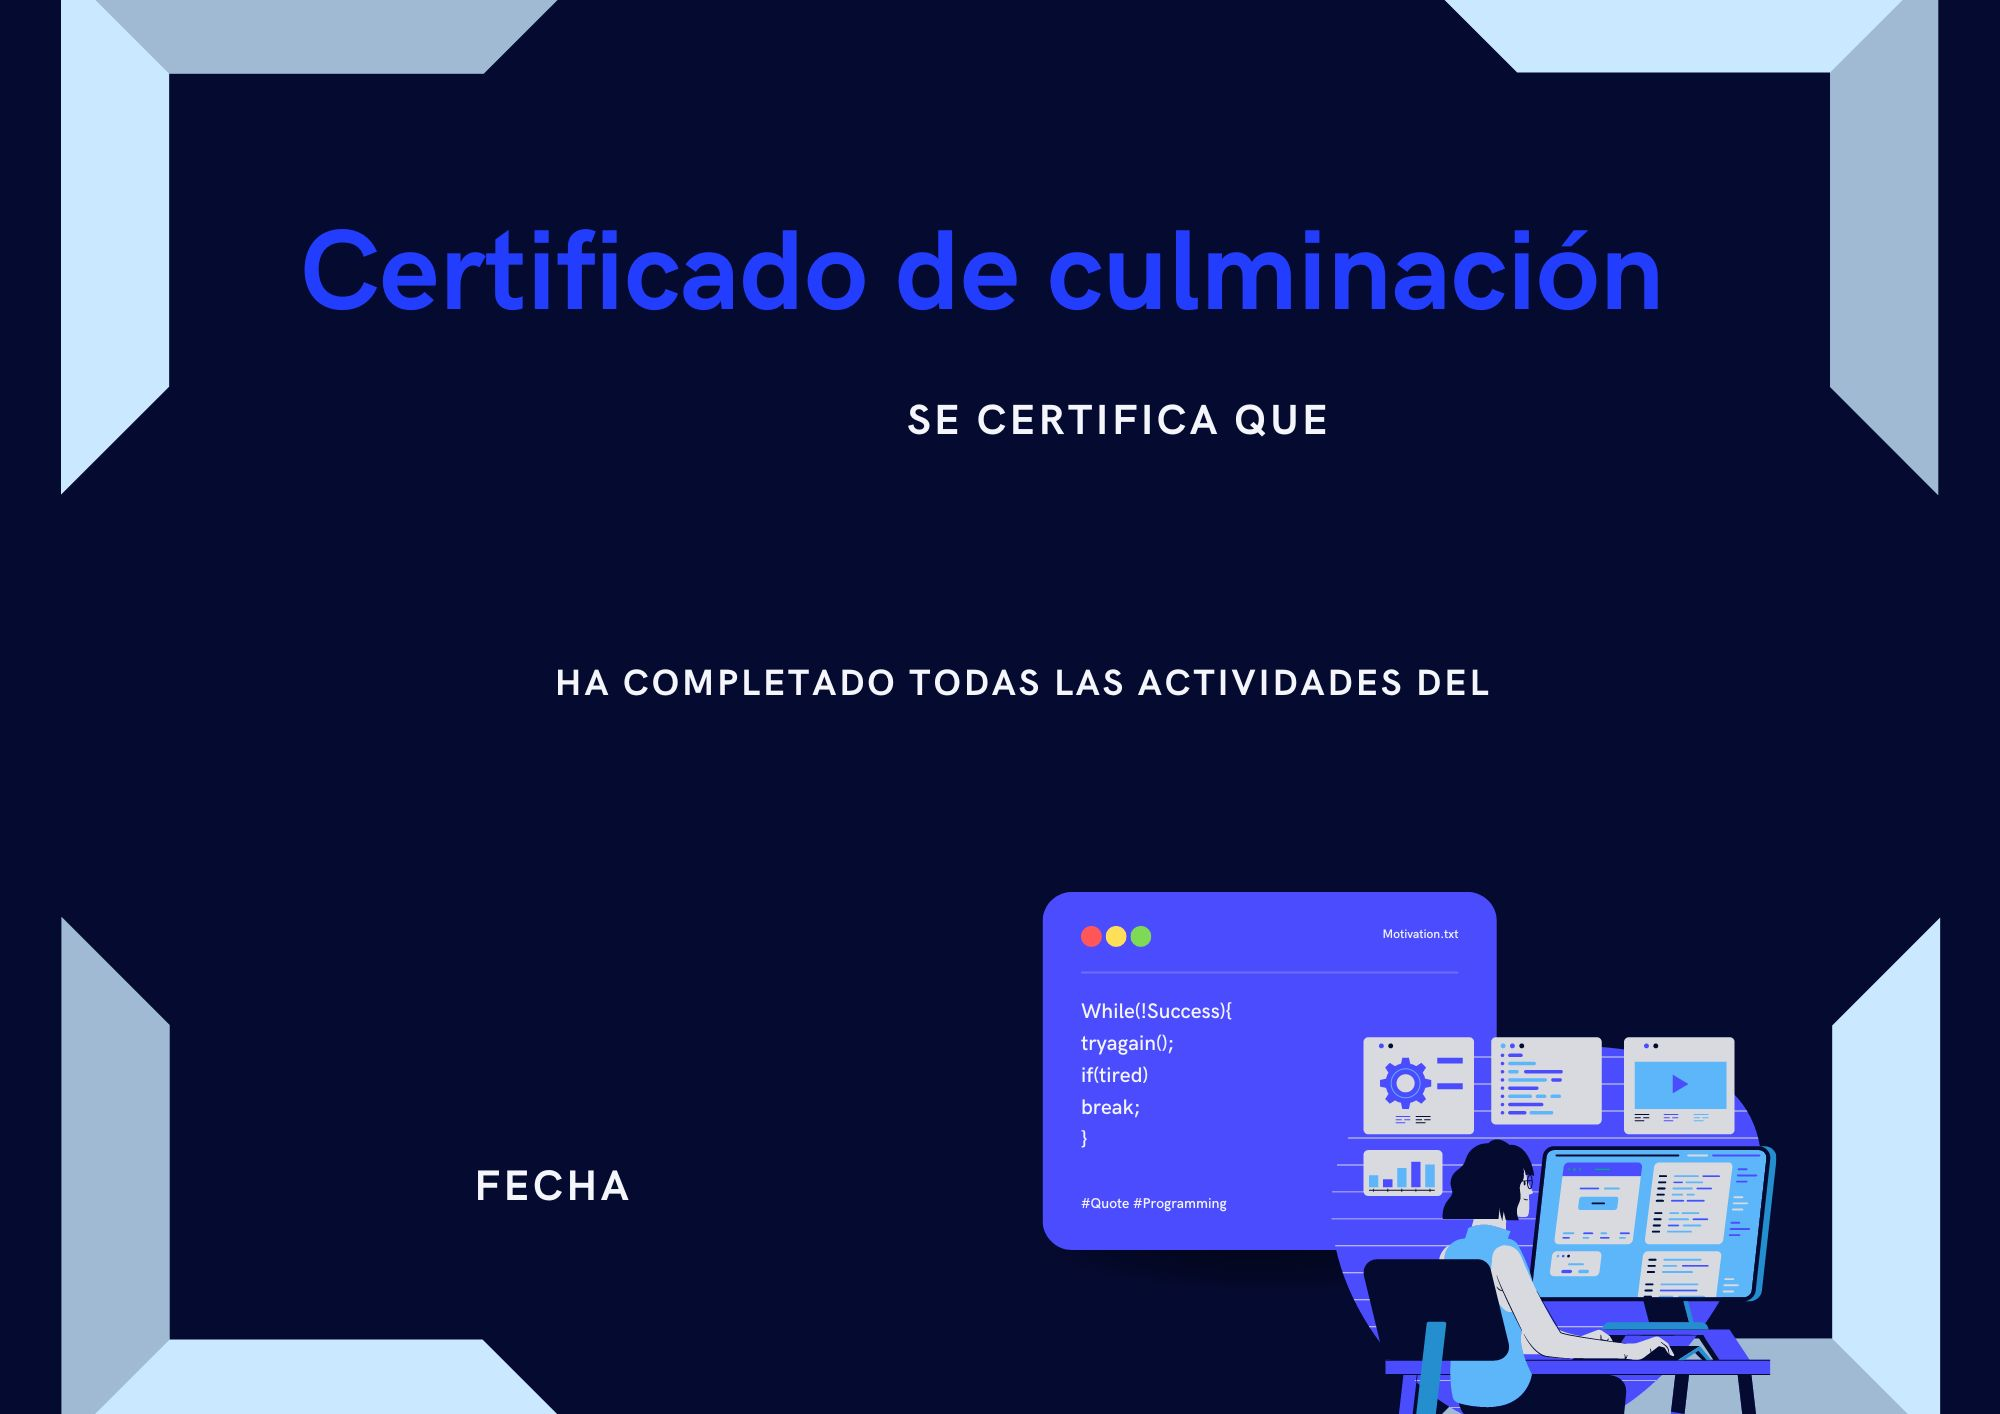 Certificado de culminación
SE CERTIFICA QUE
HA COMPLETADO TODAS LAS ACTIVIDADES DEL
Motivation.txt
While(!Success){
tryagain();
if(tired)
break;
}
#Quote #Programming
FECHA